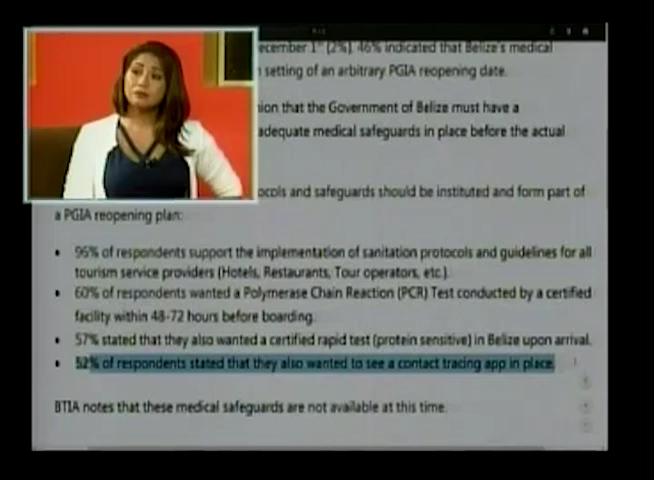 ecember 1st [2%]. 46% indicated that Belize's medical
setting of an arbitrary PGIA reopening date.
nion that the Government of Belize must have a
adequate medical safeguards in place before the actual
ocols and safeguards should be instituted and form part of
a PGIA reopening plan:
• 96% of respondents support the implementation of sanitation protocols and guidelines for all
tourism service providers (Hotels, Restaurants, Tour operators, etc.).
• 60% of respondents wanted a Polymerase Chain Reaction (PCR) Test conducted by a certified
facility within 48-72 hours before boarding.
• 57% stated that they also wanted a certified rapid test (protein sensitive) in Belize upon arrival.
• 52% of respondents stated that they also wanted to see a contact tracing app in place.
BTIA notes that these medical safeguards are not available at this time.